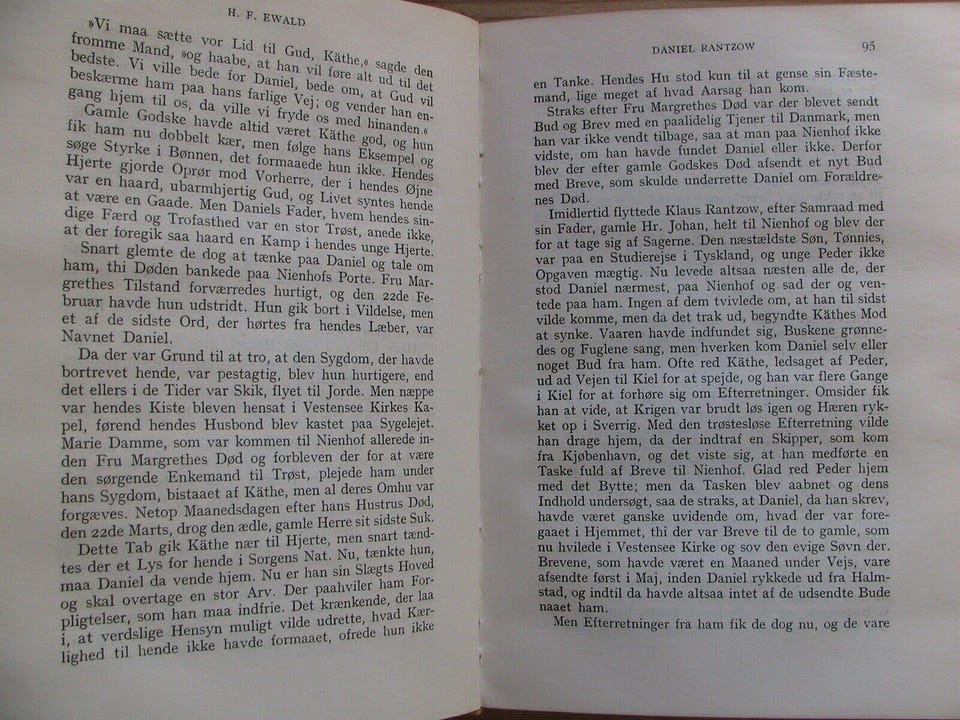 H. F. EWALD
»Vi maa sætte vor Lid til Gud, Käthe,« sagde den
fromme Mand, »og haabe, at han vil føre alt ud til det
bedste. Vi ville bede for Daniel, bede om, at Gud vil
beskærme ham paa hans farlige Vej; og vender han en-
gang hjem til os, da ville vi fryde os med hinanden.«
Gamle Godske havde altid været Käthe god, og hun
fik ham nu dobbelt kær, men følge hans Eksempel og
søge Styrke i Bønnen, det formaaede hun ikke. Hendes
Hjerte gjorde Oprør mod Vorherre, der i hendes Øjne
var en haard, ubarmhjertig Gud, og Livet syntes hende
at være en Gaade. Men Daniels Fader, hvem hendes sin-
dige Færd og Trofasthed var en stor Trøst, anede ikke,
at der foregik saa haard en Kamp i hendes unge Hjerte.
Snart glemte de dog at tænke paa Daniel og tale om
ham, thi Døden bankede paa Nienhofs Porte. Fru Mar-
grethes Tilstand forværredes hurtigt, og den 22de Fe-
bruar havde hun udstridt. Hun gik bort i Vildelse, men
et af de sidste Ord, der hørtes fra hendes Læber, var
Navnet Daniel.
Da der var Grund til at tro, at den Sygdom, der havde
bortrevet hende, var pestagtig, blev hun hurtigere, end
det ellers i de Tider var Skik, flyet til Jorde. Men næppe
var hendes Kiste bleven hensat i Vestensee Kirkes Ka-
pel, førend hendes Husbond blev kastet paa Sygelejet.
Marie Damme, som var kommen til Nienhof allerede in-
den Fru Margrethes Død og forbleven der for at være
den sørgende Enkemand til Trøst, plejede ham under
hans Sygdom, bistaaet af Käthe, men al deres Omhu var
forgæves. Netop Maanedsdagen efter hans Hustrus Død,
den 22de Marts, drog den ædle, gamle Herre sit sidste Suk.
Dette Tab gik Käthe nær til Hjerte, men snart tænd-
tes der et Lys for hende i Sorgens Nat. Nu, tænkte hun,
maa Daniel da vende hjem. Nu er han sin Slægts Hoved
og skal overtage en stor Arv. Der paahviler ham For-
pligtelser, som han maa indfrie. Det krænkende, der laa
i, at verdslige Hensyn muligt vilde udrette, hvad Kær-
lighed til hende ikke havde formaaet, ofrede hun ikke
DANIEL RANTZOW 95
en Tanke. Hendes Hu stod kun til at gense sin Fæste-
mand, lige meget af hvad Aarsag han kom.
Straks efter Fru Margrethes Død var der blevet sendt
Bud og Brev med en paalidelig Tjener til Danmark, men
han var ikke vendt tilbage, saa at man paa Nienhof ikke
vidste, om han havde fundet Daniel eller ikke. Derfor
blev der efter gamle Godskes Død afsendt et nyt Bud
med Breve, som skulde underrette Daniel om Forældre-
nes Død.
Imidlertid flyttede Klaus Rantzow, efter Samraad med
sin Fader, gamle Hr. Johan, helt til Nienhof og blev der
for at tage sig af Sagerne. Den næstældste Søn, Tønnies,
var paa en Studierejse i Tyskland, og unge Peder ikke
Opgaven mægtig. Nu levede altsaa næsten alle de, der
stod Daniel nærmest, paa Nienhof og sad der og ven-
tede paa ham. Ingen af dem tvivlede om, at han til sidst
vilde komme, men da det trak ud, begyndte Käthes Mod
at synke. Vaaren havde indfundet sig, Buskene grønne-
des og Fuglene sang, men hverken kom Daniel selv eller
noget Bud fra ham. Ofte red Käthe, ledsaget af Peder,
ud ad Vejen til Kiel for at spejde, og han var flere Gange
i Kiel for at forhøre sig om Efterretninger. Omsider fik
han at vide, at Krigen var brudt løs igen og Hæren ryk-
ket op i Sverrig. Med den trøstesløse Efterretning vilde
han drage hjem, da der indtraf en Skipper, som kom
fra Kjøbenhavn, og det viste sig, at han medførte en
Taske fuld af Breve til Nienhof. Glad red Peder hjem
med det Bytte; men da Tasken blev aabnet og dens
Indhold undersøgt, saa de straks, at Daniel, da han skrev,
havde været ganske uvidende om, hvad der var fore-
gaaet i Hjemmet, thi der var Breve til de to gamle, som
nu hvilede i Vestensee Kirke og sov den evige Søvn der.
Brevene, som havde været en Maaned under Vejs, vare
afsendte først i Maj, inden Daniel rykkede ud fra Halm-
stad, og indtil da havde altsaa intet af de udsendte Bude
naaet ham.
Men Efterretninger fra ham fik de dog nu, og de vare